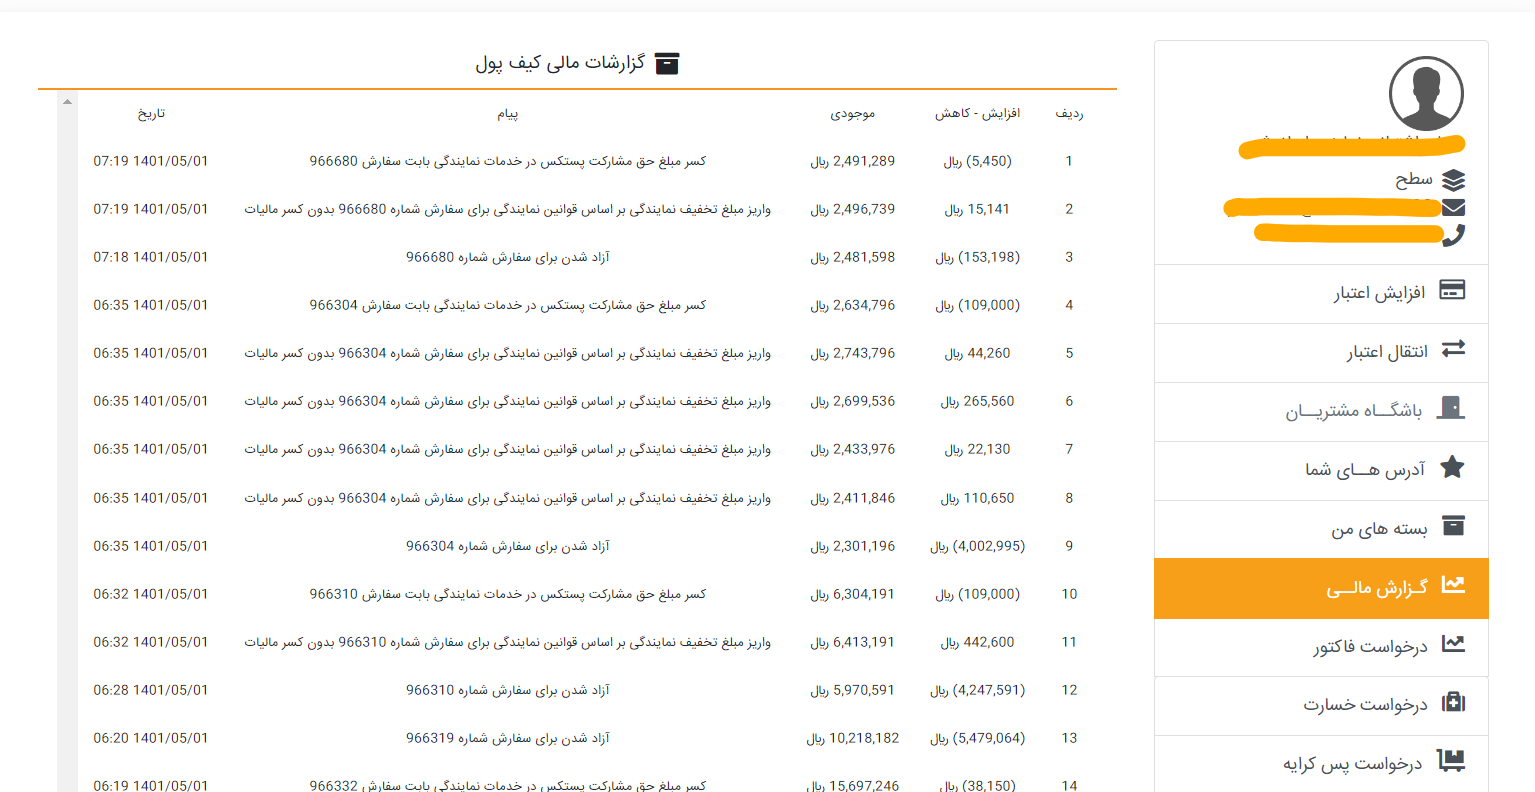 گزارشات مالی کیف پول
ردیف افزایش - کاهش موجودی پیام تاریخ
1 (5,450) ریال 2,491,289 ریال کسر مبلغ حق مشارکت پستکس در خدمات نمایندگی بابت سفارش 966680 1401/05/01 07:19
2 15,141 ریال 2,496,739 ریال واریز مبلغ تخفیف نمایندگی بر اساس قوانین نمایندگی برای سفارش شماره 966680 بدون کسر مالیات 1401/05/01 07:19
3 (153,198) ریال 2,481,598 ریال آزاد شدن برای سفارش شماره 966680 1401/05/01 07:18
4 (109,000) ریال 2,634,796 ریال کسر مبلغ حق مشارکت پستکس در خدمات نمایندگی بابت سفارش 966304 1401/05/01 06:35
5 44,260 ریال 2,743,796 ریال واریز مبلغ تخفیف نمایندگی بر اساس قوانین نمایندگی برای سفارش شماره 966304 بدون کسر مالیات 1401/05/01 06:35
6 265,560 ریال 2,699,536 ریال واریز مبلغ تخفیف نمایندگی بر اساس قوانین نمایندگی برای سفارش شماره 966304 بدون کسر مالیات 1401/05/01 06:35
7 22,130 ریال 2,433,976 ریال واریز مبلغ تخفیف نمایندگی بر اساس قوانین نمایندگی برای سفارش شماره 966304 بدون کسر مالیات 1401/05/01 06:35
8 110,650 ریال 2,411,846 ریال واریز مبلغ تخفیف نمایندگی بر اساس قوانین نمایندگی برای سفارش شماره 966304 بدون کسر مالیات 1401/05/01 06:35
9 (4,002,995) ریال 2,301,196 ریال آزاد شدن برای سفارش شماره 966304 1401/05/01 06:35
10 (109,000) ریال 6,304,191 ریال کسر مبلغ حق مشارکت پستکس در خدمات نمایندگی بابت سفارش 966310 1401/05/01 06:32
11 442,600 ریال 6,413,191 ریال واریز مبلغ تخفیف نمایندگی بر اساس قوانین نمایندگی برای سفارش شماره 966310 بدون کسر مالیات 1401/05/01 06:32
12 (4,247,591) ریال 5,970,591 ریال آزاد شدن برای سفارش شماره 966310 1401/05/01 06:28
13 (5,479,064) ریال 10,218,182 ریال آزاد شدن برای سفارش شماره 966319 1401/05/01 06:20
14 (38,150) ریال 15,697,246 ریال کسر مبلغ حق مشارکت پستکس در خدمات نمایندگی بابت سفارش 966332 1401/05/01 06:19
سطح
افزایش اعتبار
انتقال اعتبار
باشگــاه مشتریــان
آدرس هــای شما
بسته های من
گـزارش مالــی
درخواست فاکتور
درخواست خسارت
درخواست پس کرایه